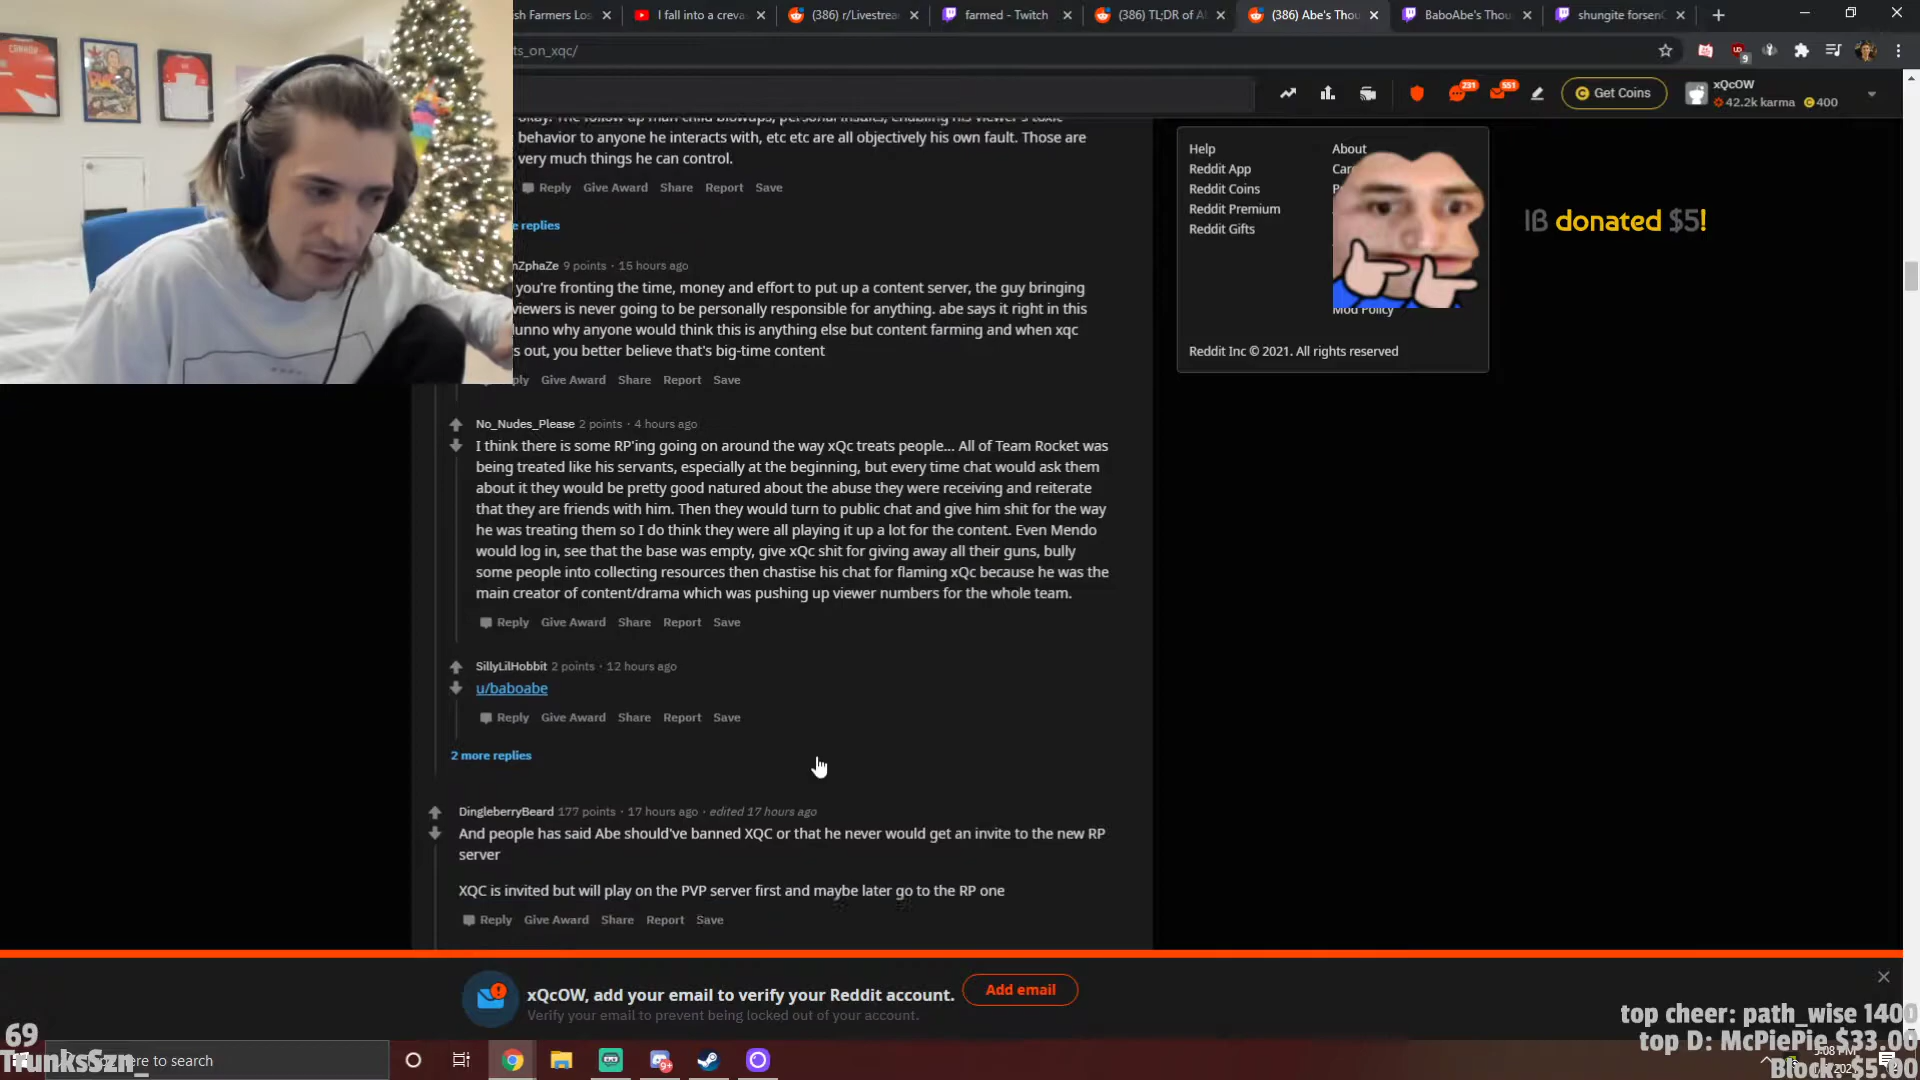 sh Farmers Los
I fall into a creva
(386) r/Livestrea
farmed - Twitch
(386) TL;DR of A
(386) Abe's Thou
BaboAbe's Thou
shungite forsen
ts_on_xqc/
Get Coins
xQcOW
42.2k karma 400
231
551
9
behavior to anyone he interacts with, etc etc are all objectively his own fault. Those are
very much things he can control.
Reply Give Award Share Report Save
e replies
nZphaZe 9 points · 15 hours ago
you're fronting the time, money and effort to put up a content server, the guy bringing
viewers is never going to be personally responsible for anything. abe says it right in this
unno why anyone would think this is anything else but content farming and when xqc
s out, you better believe that's big-time content
ply Give Award Share Report Save
No_Nudes_Please 2 points · 4 hours ago
I think there is some RP'ing going on around the way xQc treats people... All of Team Rocket was
being treated like his servants, especially at the beginning, but every time chat would ask them
about it they would be pretty good natured about the abuse they were receiving and reiterate
that they are friends with him. Then they would turn to public chat and give him shit for the way
he was treating them so I do think they were all playing it up a lot for the content. Even Mendo
would log in, see that the base was empty, give xQc shit for giving away all their guns, bully
some people into collecting resources then chastise his chat for flaming xQc because he was the
main creator of content/drama which was pushing up viewer numbers for the whole team.
Reply Give Award Share Report Save
SillyLilHobbit 2 points · 12 hours ago
u/baboabe
Reply Give Award Share Report Save
2 more replies
DingleberryBeard 177 points · 17 hours ago · edited 17 hours ago
And people has said Abe should've banned XQC or that he never would get an invite to the new RP
server
XQC is invited but will play on the PVP server first and maybe later go to the RP one
Reply Give Award Share Report Save
Help
Reddit App
Reddit Coins
Reddit Premium
Reddit Gifts
About
Mod Policy
Reddit Inc © 2021. All rights reserved
IB donated $5!
xQcOW, add your email to verify your Reddit account.
Add email
Verify your email to prevent being locked out of your account.
69
TrunksSzn_
ere to search
9+
top cheer: path_wise 1400
top D: McPiePie $33.00
Block: $5.00